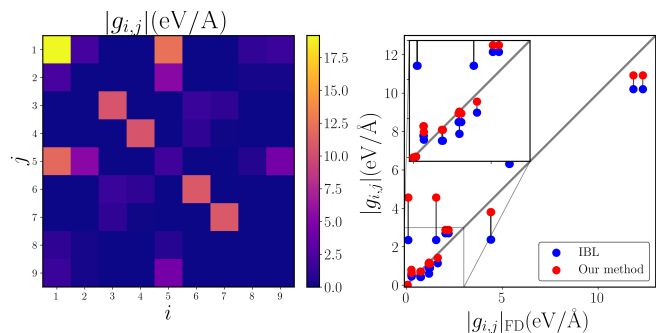 |g_{i,j}|(eV/A)
1
2
3
4
5
6
7
8
9
j
1 2 3 4 5 6 7 8 9
i
17.5
15.0
12.5
10.0
7.5
5.0
2.5
0.0
|g_{i,j}|(eV/Å)
12
10
8
6
4
2
0
0 5 10
|g_{i,j}|_{FD}(eV/Å)
IBL
Our method